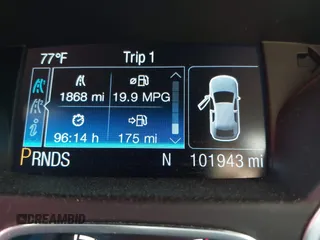 77°F Trip 1
1868 mi 19.9 MPG
96:14 h 175 mi
PRNDS N 101943 mi
CREAMBID